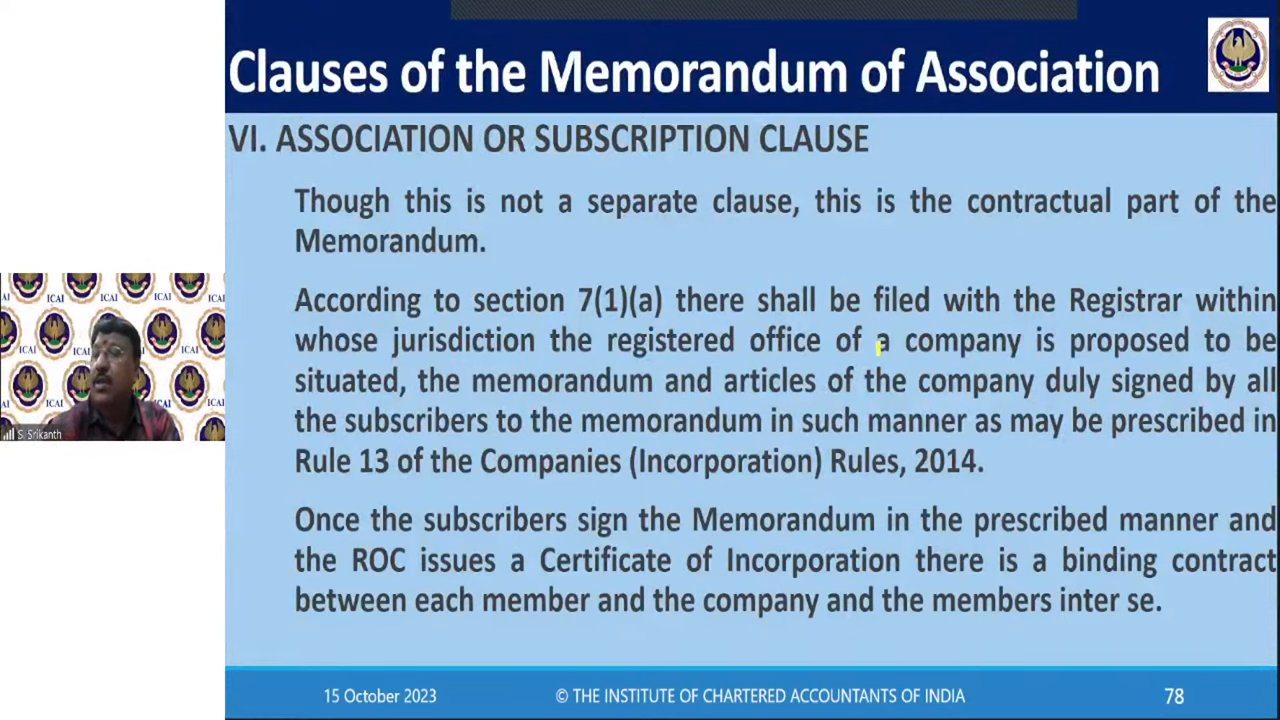 Clauses of the Memorandum of Association
VI. ASSOCIATION OR SUBSCRIPTION CLAUSE
Though this is not a separate clause, this is the contractual part of the
Memorandum.
According to section 7(1)(a) there shall be filed with the Registrar within
whose jurisdiction the registered office of a company is proposed to be
situated, the memorandum and articles of the company duly signed by all
the subscribers to the memorandum in such manner as may be prescribed in
Rule 13 of the Companies (Incorporation) Rules, 2014.
Once the subscribers sign the Memorandum in the prescribed manner and
the ROC issues a Certificate of Incorporation there is a binding contract
between each member and the company and the members inter se.
ICAI ICAI ICAI
ICAI
ICAI ICAI
S. Srikanth
15 October 2023 © THE INSTITUTE OF CHARTERED ACCOUNTANTS OF INDIA 78